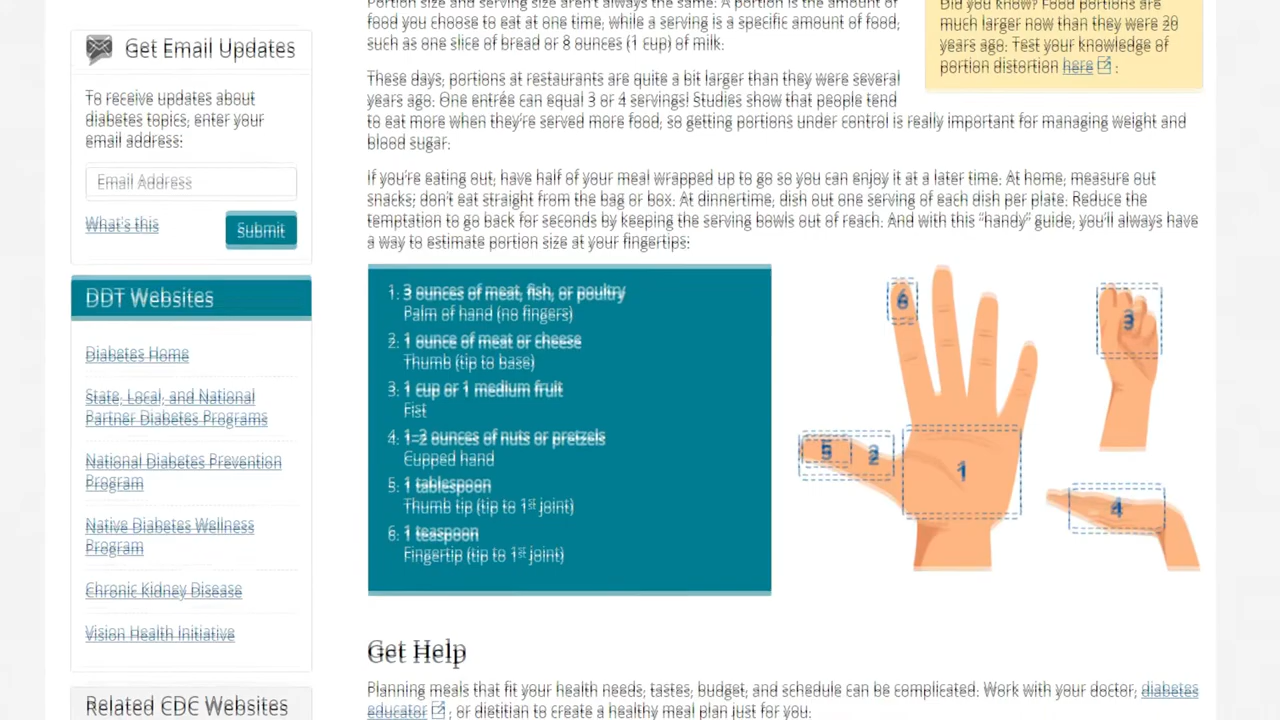 Get Email Updates
To receive updates about
diabetes topics, enter your
email address:
Email Address
What's this
Submit
DDT Websites
Diabetes Home
State, Local, and National
Partner Diabetes Programs
National Diabetes Prevention
Program
Native Diabetes Wellness
Program
Chronic Kidney Disease
Vision Health Initiative
Related CDC Websites
Portion size and serving size aren't always the same. A portion is the amount of
food you choose to eat at one time, while a serving is a specific amount of food,
such as one slice of bread or 8 ounces (1 cup) of milk.
These days, portions at restaurants are quite a bit larger than they were several
years ago. One entrée can equal 3 or 4 servings! Studies show that people tend
to eat more when they're served more food, so getting portions under control is really important for managing weight and
blood sugar.
If you're eating out, have half of your meal wrapped up to go so you can enjoy it at a later time. At home, measure out
snacks; don't eat straight from the bag or box. At dinnertime, dish out one serving of each dish per plate. Reduce the
temptation to go back for seconds by keeping the serving bowls out of reach. And with this "handy" guide, you'll always have
a way to estimate portion size at your fingertips:
Did you know? Food portions are
much larger now than they were 20
years ago. Test your knowledge of
portion distortion here.
1. 3 ounces of meat, fish, or poultry
Palm of hand (no fingers)
2. 1 ounce of meat or cheese
Thumb (tip to base)
3. 1 cup or 1 medium fruit
Fist
4. 1–2 ounces of nuts or pretzels
Cupped hand
5. 1 tablespoon
Thumb tip (tip to 1st joint)
6. 1 teaspoon
Fingertip (tip to 1st joint)
6
3
5
2
1
4
Get Help
Planning meals that fit your health needs, tastes, budget, and schedule can be complicated. Work with your doctor, diabetes
educator, or dietitian to create a healthy meal plan just for you.